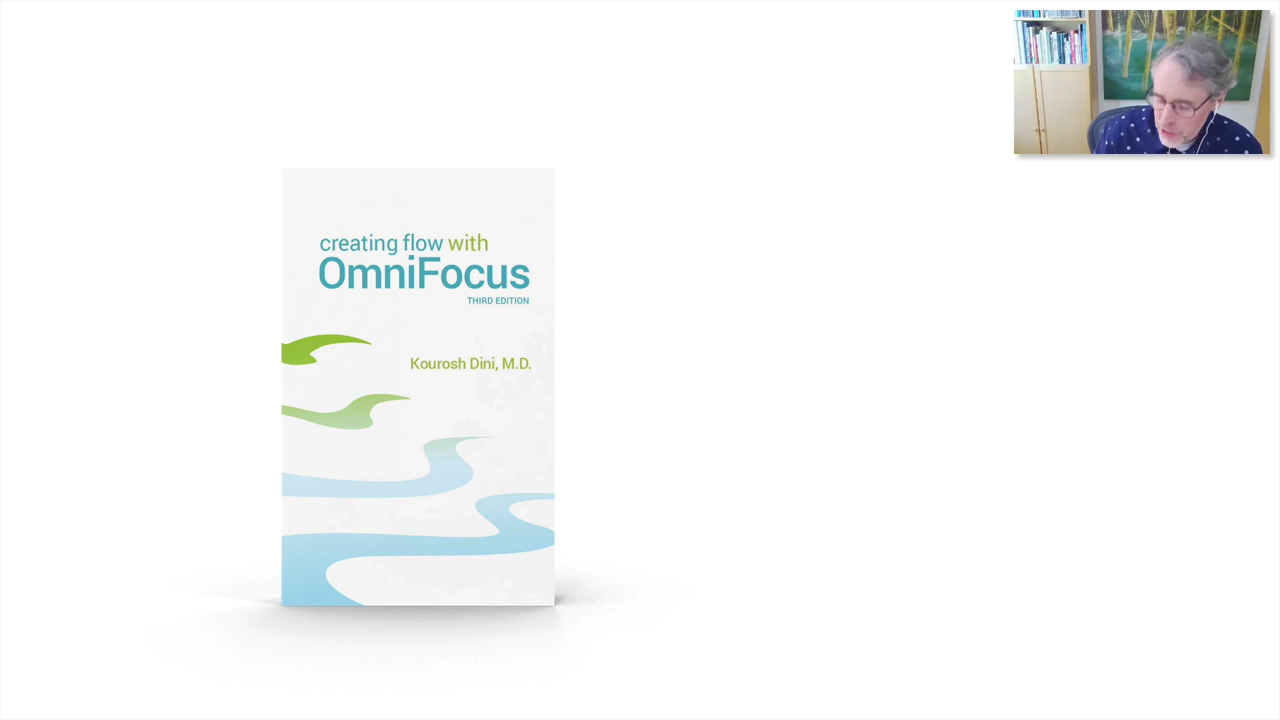 creating flow with
OmniFocus
THIRD EDITION
Kourosh Dini, M.D.